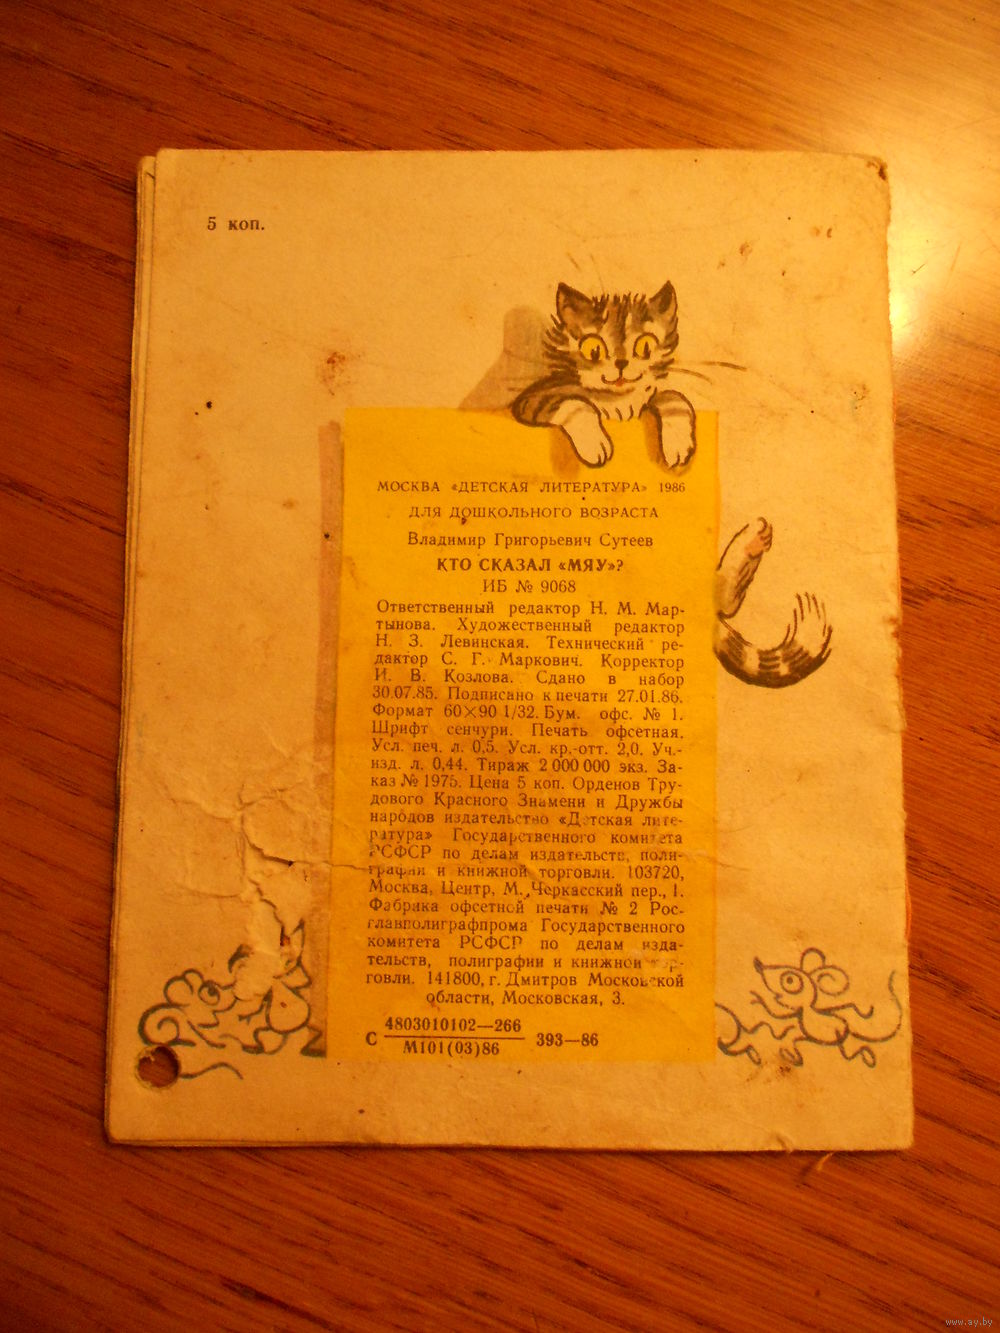 5 коп.
МОСКВА «ДЕТСКАЯ ЛИТЕРАТУРА» 1986
ДЛЯ ДОШКОЛЬНОГО ВОЗРАСТА
Владимир Григорьевич Сутеев
КТО СКАЗАЛ «МЯУ»?
ИБ № 9068
Ответственный редактор Н. М. Мар-
тынова. Художественный редактор
Н. З. Левинская. Технический ре-
дактор С. Г. Маркович. Корректор
И. В. Козлова. Сдано в набор
30.07.85. Подписано к печати 27.01.86.
Формат 60×90 1/32. Бум. офс. № 1.
Шрифт сенчури. Печать офсетная.
Усл. печ. л. 0,5. Усл. кр.-отт. 2,0. Уч.-
изд. л. 0,44. Тираж 2 000 000 экз. За-
каз № 1975. Цена 5 коп. Орденов Тру-
дового Красного Знамени и Дружбы
народов издательство «Детская лите-
ратура» Государственного комитета
РСФСР по делам издательств, поли-
графии и книжной торговли. 103720,
Москва, Центр, М. Черкасский пер., 1.
Фабрика офсетной печати № 2 Рос-
главполиграфпрома Государственного
комитета РСФСР по делам изда-
тельств, полиграфии и книжной тор-
говли. 141800, г. Дмитров Московской
области, Московская, 3.
С 4803010102—266 393—86
М101(03)86
www.ay.by